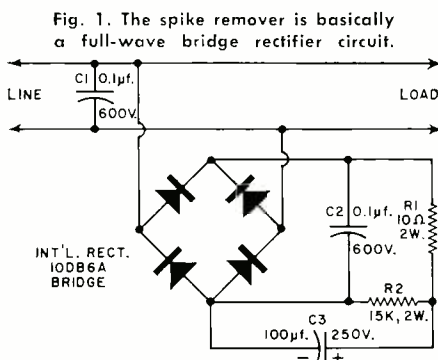 Fig. 1. The spike remover is basically
a full-wave bridge rectifier circuit.
C1 0.1µf.
LINE
LOAD
600V.
C2 0.1µf.
R1
10Ω
2W.
600V.
INT'L. RECT.
10DB6A
BRIDGE
R2
15K, 2W.
C3
100µf. 250V.
− +